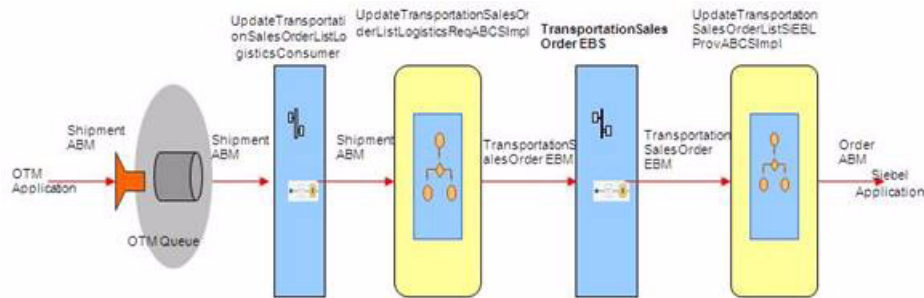 UpdateTransportati
onSalesOrderListLo
gisticsConsumer
UpdateTransportationSalesOr
derListLogisticsReqABCSImpl
TransportationSales
Order EBS
UpdateTransportation
SalesOrderListSIEBL
ProvABCSImpl
Shipment
ABM
OTM
Application
OTM Queue
Shipment
ABM
Shipment
ABM
TransportationS
alesOrder EBM
Transportation
SalesOrder
EBM
Order
ABM
Siebel
Application